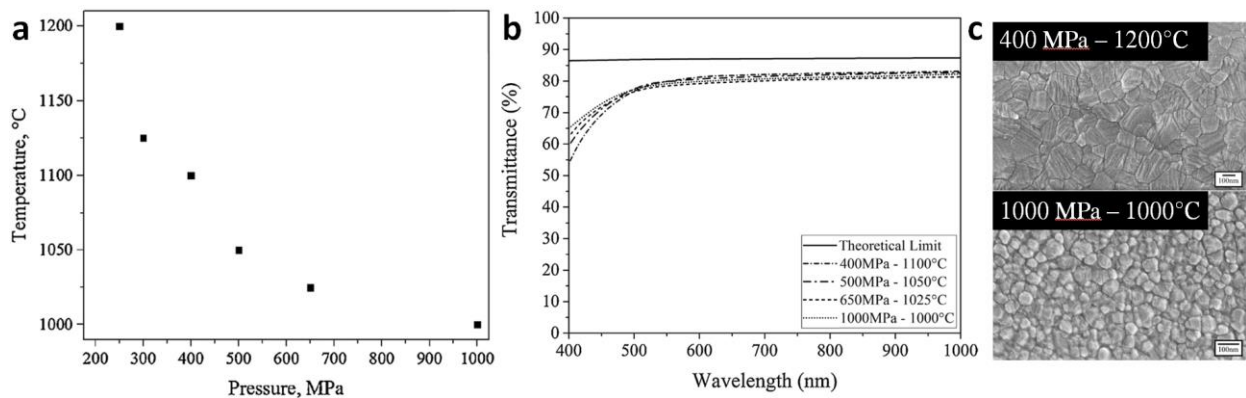 a
1200
1150
1100
1050
1000
Temperature, °C
200 300 400 500 600 700 800 900 1000
Pressure, MPa
b
100
90
80
70
60
50
40
30
20
10
0
Transmittance (%)
Theoretical Limit
400MPa - 1100°C
500MPa - 1050°C
650MPa - 1025°C
1000MPa - 1000°C
400 500 600 700 800 900 1000
Wavelength (nm)
c
400 MPa – 1200°C
100nm
1000 MPa – 1000°C
100nm